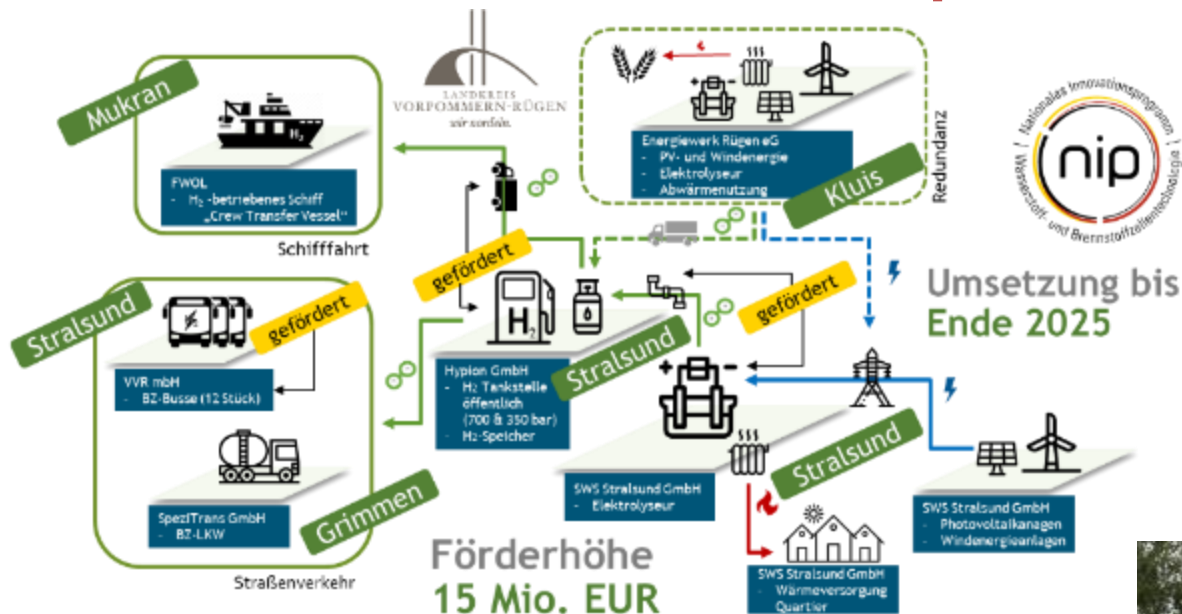 Mukran
FWOL
- H2 -betriebenes Schiff
„Crew Transfer Vessel“
Schifffahrt
LANDKREIS
VORPOMMERN-RÜGEN
wir nordeln.
Energiewerk Rügen eG
- PV- und Windenergie
- Elektrolyseur
- Abwärmenutzung
Kluis
Redundanz
Nationales Innovationsprogramm
Wasserstoff- und Brennstoffzellentechnologie
nip
Umsetzung bis
Ende 2025
Stralsund
gefördert
VVR mbH
- BZ-Busse (12 Stück)
SpezlTrans GmbH
- BZ-LKW
Grimmen
Straßenverkehr
gefördert
H2
Hypion GmbH
- H2 Tankstelle
öffentlich
(700 & 350 bar)
- H2-Speicher
Stralsund
gefördert
+ -
SWS Stralsund GmbH
- Elektrolyseur
Stralsund
SWS Stralsund GmbH
- Photovoltaikanagen
- Windenergieanlagen
SWS Stralsund GmbH
- Wärmeversorgung
Quartier
Förderhöhe
15 Mio. EUR